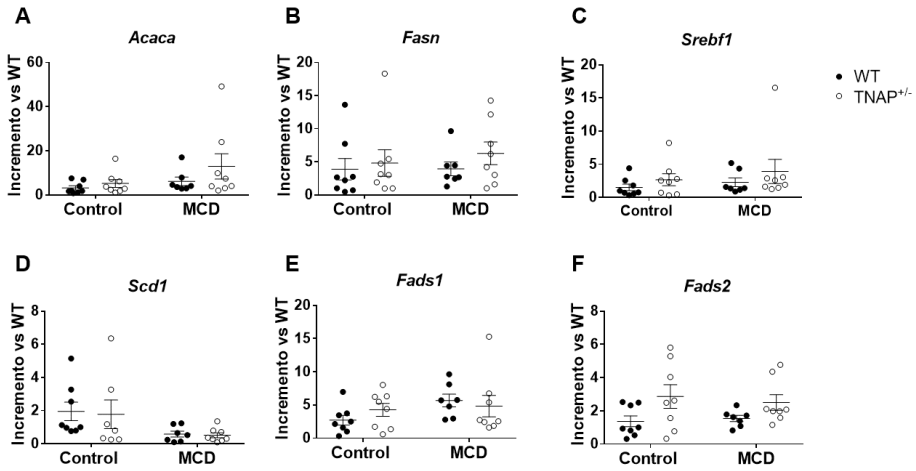 A
Acaca
Incremento vs WT
60
40
20
0
Control
MCD
B
Fasn
Incremento vs WT
20
15
10
5
0
Control
MCD
C
Srebf1
Incremento vs WT
20
15
10
5
0
Control
MCD
WT
TNAP+/-
D
Scd1
Incremento vs WT
8
6
4
2
0
Control
MCD
E
Fads1
Incremento vs WT
20
15
10
5
0
Control
MCD
F
Fads2
Incremento vs WT
8
6
4
2
0
Control
MCD